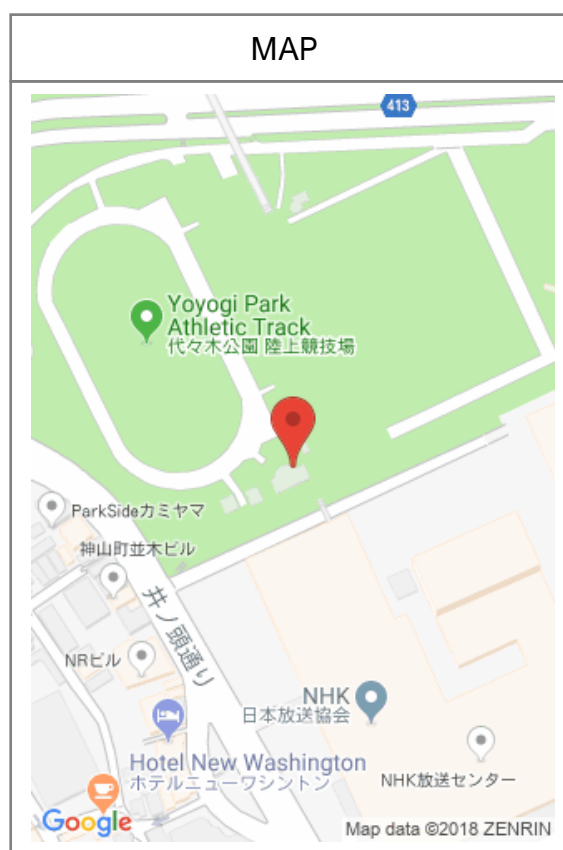 MAP
413
Yoyogi Park
Athletic Track
代々木公園 陸上競技場
ParkSideカミヤマ
神山町並木ビル
井ノ頭通り
NRビル
NHK
日本放送協会
Hotel New Washington
ホテルニューワシントン
NHK放送センター
Google
Map data ©2018 ZENRIN